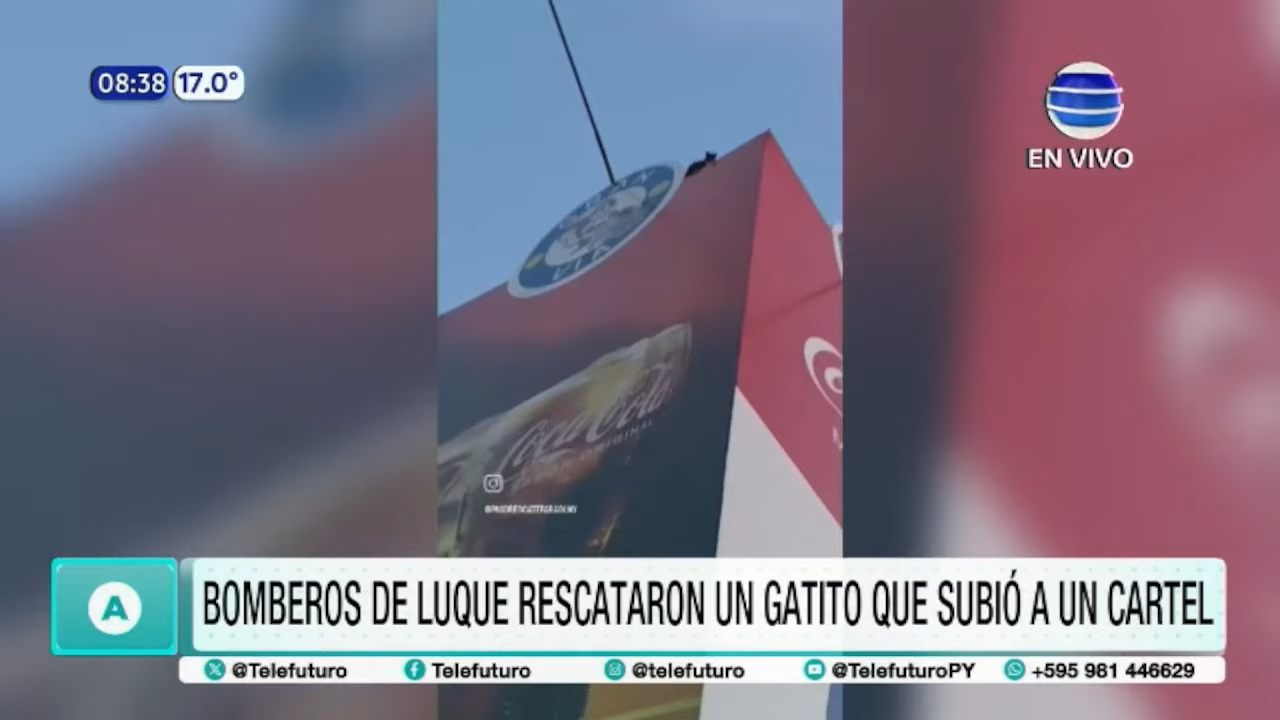 08:38 17.0°
EN VIVO
Coca-Cola
ORIGINAL
A
BOMBEROS DE LUQUE RESCATARON UN GATITO QUE SUBIÓ A UN CARTEL
@Telefuturo Telefuturo @telefuturo @TelefuturoPY +595 981 446629